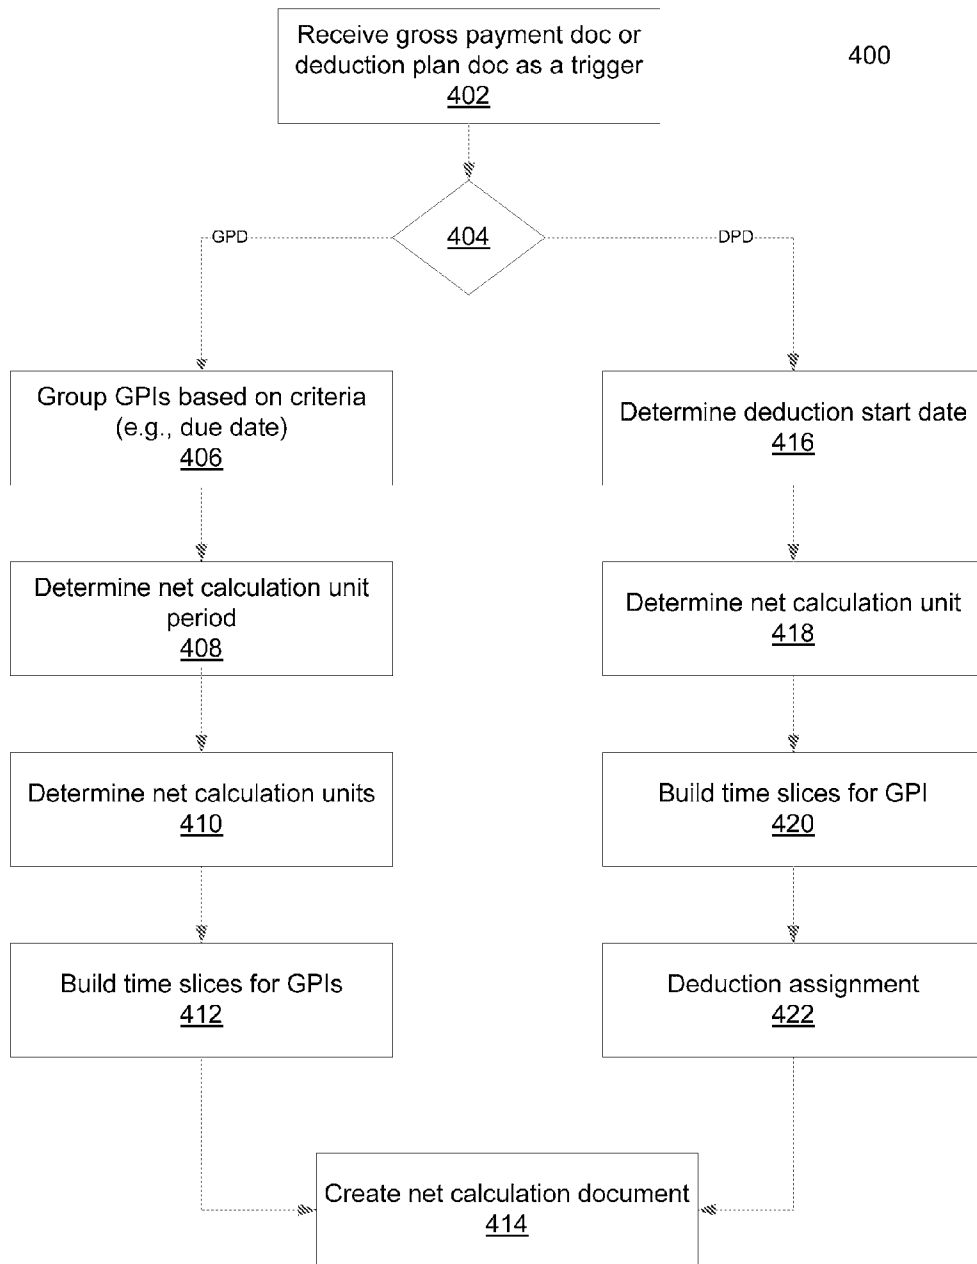 Receive gross payment doc or
deduction plan doc as a trigger
402
400
404
GPD
DPD
Group GPIs based on criteria
(e.g., due date)
406
Determine deduction start date
416
Determine net calculation unit
period
408
Determine net calculation unit
418
Determine net calculation units
410
Build time slices for GPI
420
Build time slices for GPIs
412
Deduction assignment
422
Create net calculation document
414